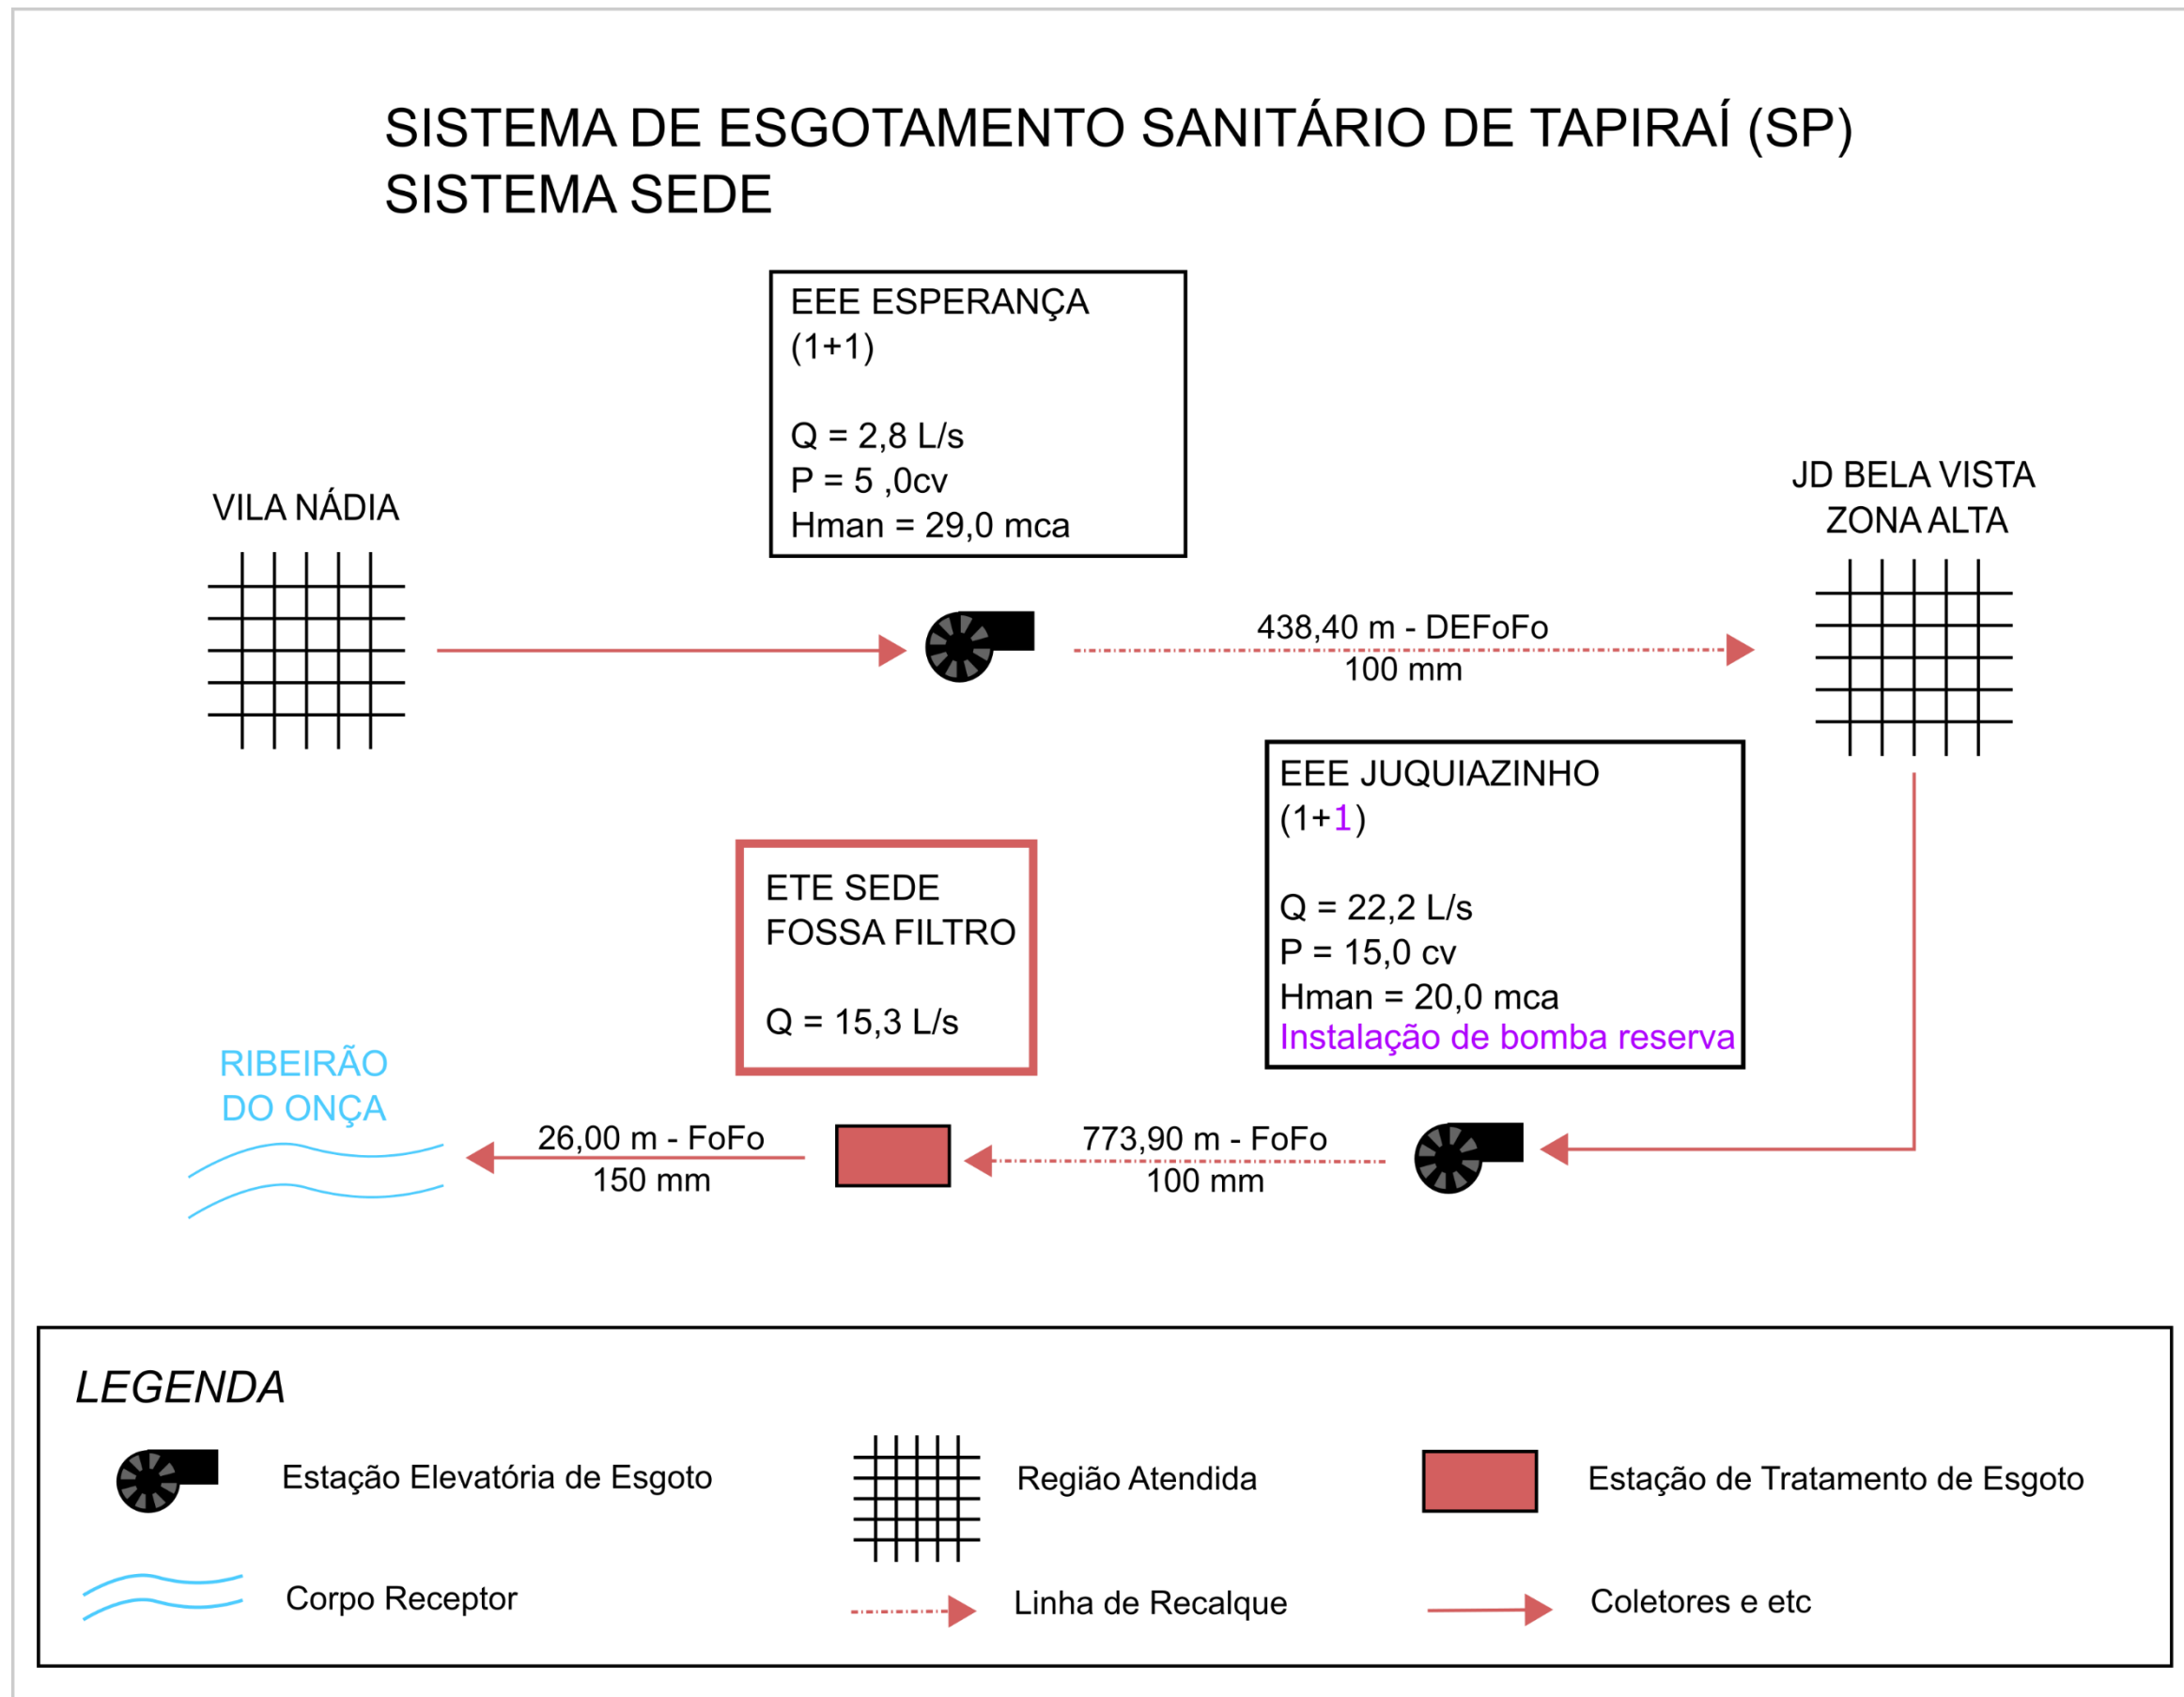 SISTEMA DE ESGOTAMENTO SANITÁRIO DE TAPIRAÍ (SP)
SISTEMA SEDE
EEE ESPERANÇA
(1+1)
Q = 2,8 L/s
P = 5 ,0cv
Hman = 29,0 mca
VILA NÁDIA
JD BELA VISTA
ZONA ALTA
438,40 m - DEFoFo
100 mm
EEE JUQUIAZINHO
(1+1)
Q = 22,2 L/s
P = 15,0 cv
Hman = 20,0 mca
Instalação de bomba reserva
ETE SEDE
FOSSA FILTRO
Q = 15,3 L/s
RIBEIRÃO
DO ONÇA
26,00 m - FoFo
150 mm
773,90 m - FoFo
100 mm
LEGENDA
Estação Elevatória de Esgoto
Região Atendida
Estação de Tratamento de Esgoto
Corpo Receptor
Linha de Recalque
Coletores e etc